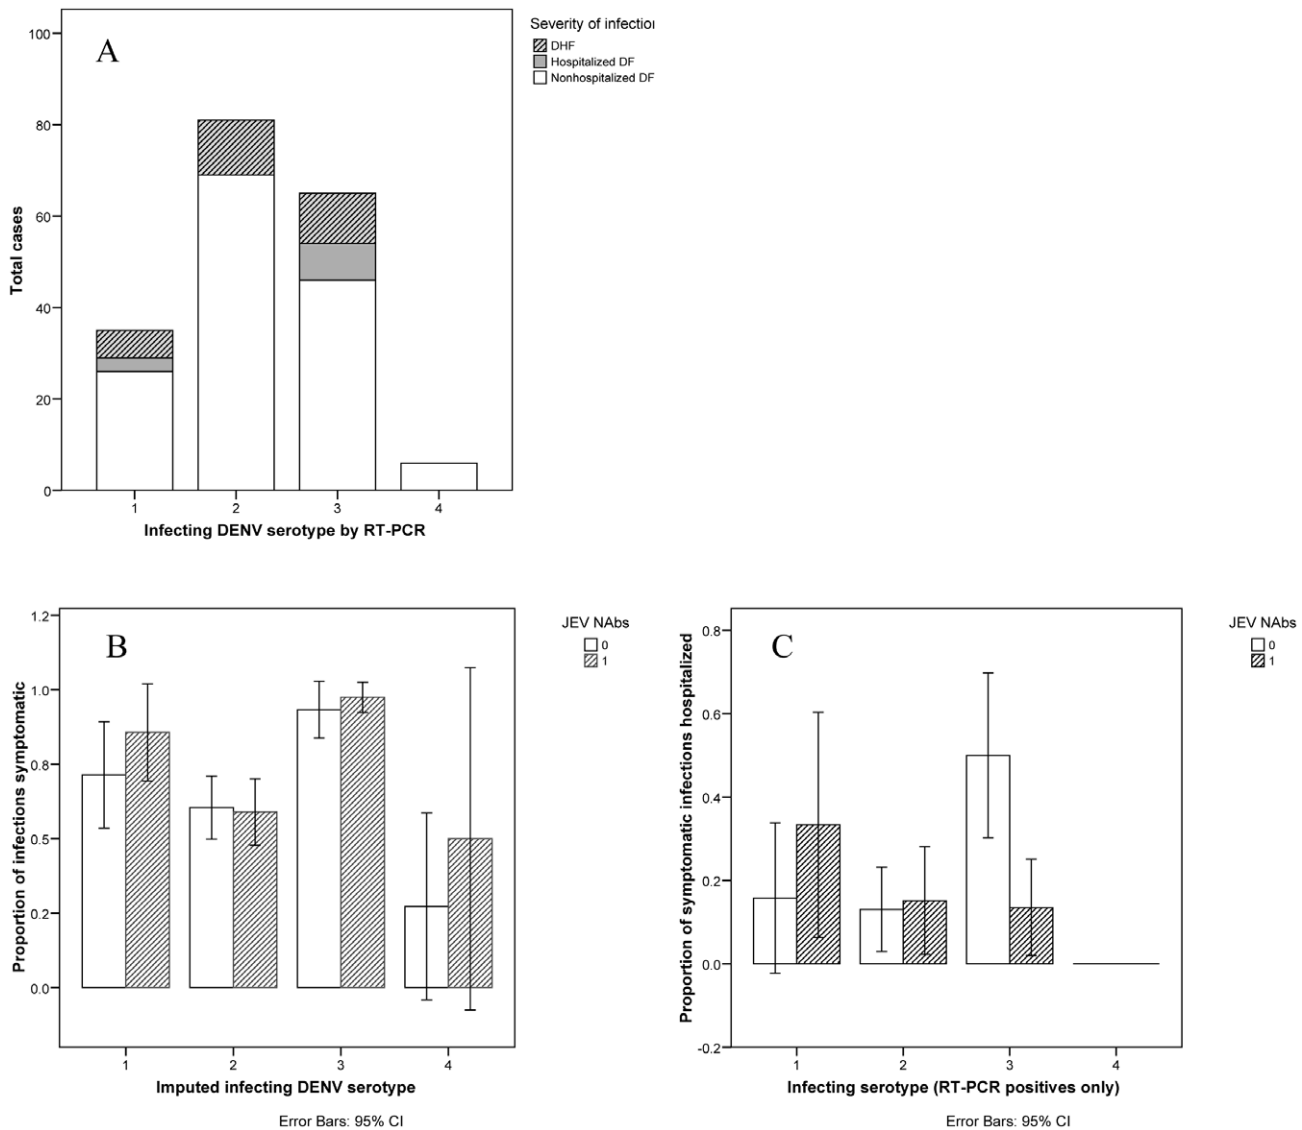 Severity of infection
DHF
Hospitalized DF
Nonhospitalized DF
A
100
80
60
40
20
0
Total cases
1 2 3 4
Infecting DENV serotype by RT-PCR
JEV NAbs
0
1
B
1.2
1.0
0.8
0.5
0.2
0.0
Proportion of infections symptomatic
1 2 3 4
Imputed infecting DENV serotype
Error Bars: 95% CI
JEV NAbs
0
1
C
0.8
0.6
0.4
0.2
0.0
-0.2
Proportion of symptomatic infections hospitalized
1 2 3 4
Infecting serotype (RT-PCR positives only)
Error Bars: 95% CI